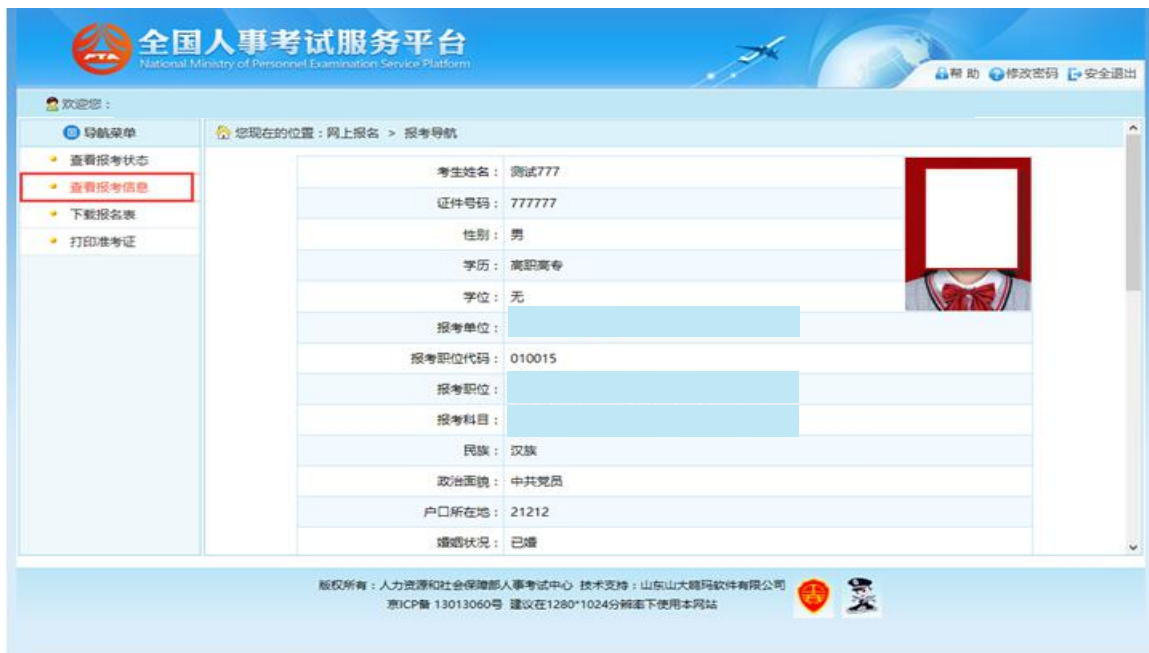 全国人事考试服务平台
National Ministry of Personnel Examination Service Platform
PTA
帮 助 修改密码 安全退出
欢迎您：
导航菜单
您现在的位置：网上报名 > 报考导航
查看报考状态
查看报考信息
下载报名表
打印准考证
考生姓名： 测试777
证件号码： 777777
性别： 男
学历： 高职高专
学位： 无
报考单位：
报考职位代码： 010015
报考职位：
报考科目：
民族： 汉族
政治面貌： 中共党员
户口所在地： 21212
婚姻状况： 已婚
版权所有：人力资源和社会保障部人事考试中心 技术支持：山东山大鸥玛软件有限公司
京ICP备 13013060号 建议在1280*1024分辨率下使用本网站